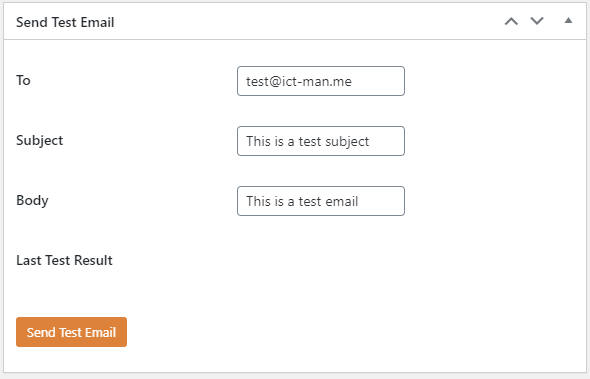 Send Test Email
To
test@ict-man.me
Subject
This is a test subject
Body
This is a test email
Last Test Result
Send Test Email